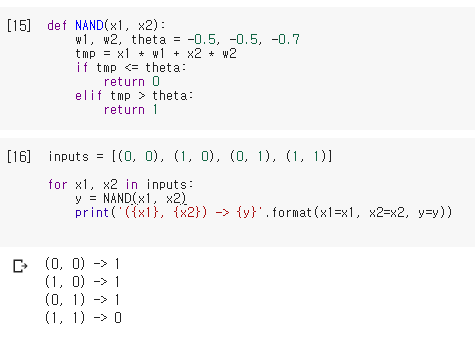 [15] def NAND(x1, x2):
         w1, w2, theta = -0.5, -0.5, -0.7
         tmp = x1 * w1 + x2 * w2
         if tmp <= theta:
             return 0
         elif tmp > theta:
             return 1
[16] inputs = [(0, 0), (1, 0), (0, 1), (1, 1)]
     for x1, x2 in inputs:
         y = NAND(x1, x2)
         print('({x1}, {x2}) -> {y}'.format(x1=x1, x2=x2, y=y))
(0, 0) -> 1
(1, 0) -> 1
(0, 1) -> 1
(1, 1) -> 0